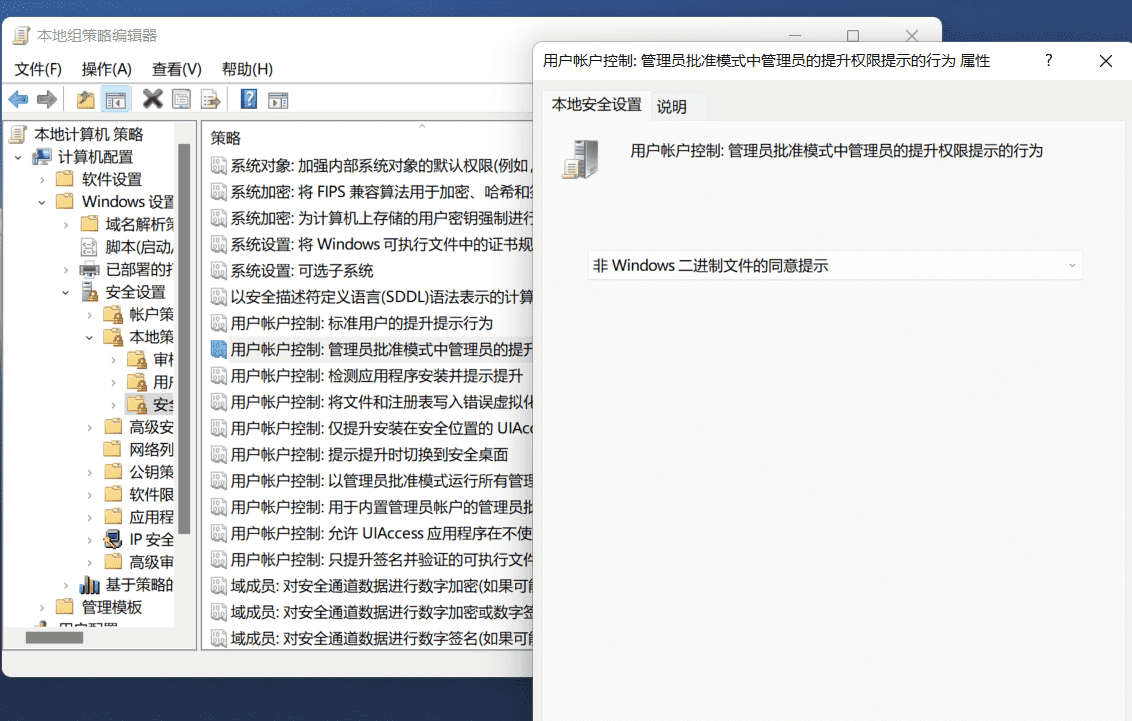 本地组策略编辑器
文件(F) 操作(A) 查看(V) 帮助(H)
本地计算机 策略
计算机配置
软件设置
Windows 设置
域名解析策
脚本(启动/
已部署的打
安全设置
帐户策
本地策
审核
用户
安全
高级安
网络列
公钥策
软件限
应用程
IP 安全
高级审
基于策略的
管理模板
用户配置
策略
系统对象: 加强内部系统对象的默认权限(例如,
系统加密: 将 FIPS 兼容算法用于加密、哈希和签
系统加密: 为计算机上存储的用户密钥强制进行
系统设置: 将 Windows 可执行文件中的证书规
系统设置: 可选子系统
以安全描述符定义语言(SDDL)语法表示的计算
用户帐户控制: 标准用户的提升提示行为
用户帐户控制: 管理员批准模式中管理员的提升
用户帐户控制: 检测应用程序安装并提示提升
用户帐户控制: 将文件和注册表写入错误虚拟化
用户帐户控制: 仅提升安装在安全位置的 UIAcc
用户帐户控制: 提示提升时切换到安全桌面
用户帐户控制: 以管理员批准模式运行所有管理
用户帐户控制: 用于内置管理员帐户的管理员批
用户帐户控制: 允许 UIAccess 应用程序在不使
用户帐户控制: 只提升签名并验证的可执行文件
域成员: 对安全通道数据进行数字加密(如果可能
域成员: 对安全通道数据进行数字加密或数字签
域成员: 对安全通道数据进行数字签名(如果可能
用户帐户控制: 管理员批准模式中管理员的提升权限提示的行为 属性
?
本地安全设置 说明
用户帐户控制: 管理员批准模式中管理员的提升权限提示的行为
非 Windows 二进制文件的同意提示